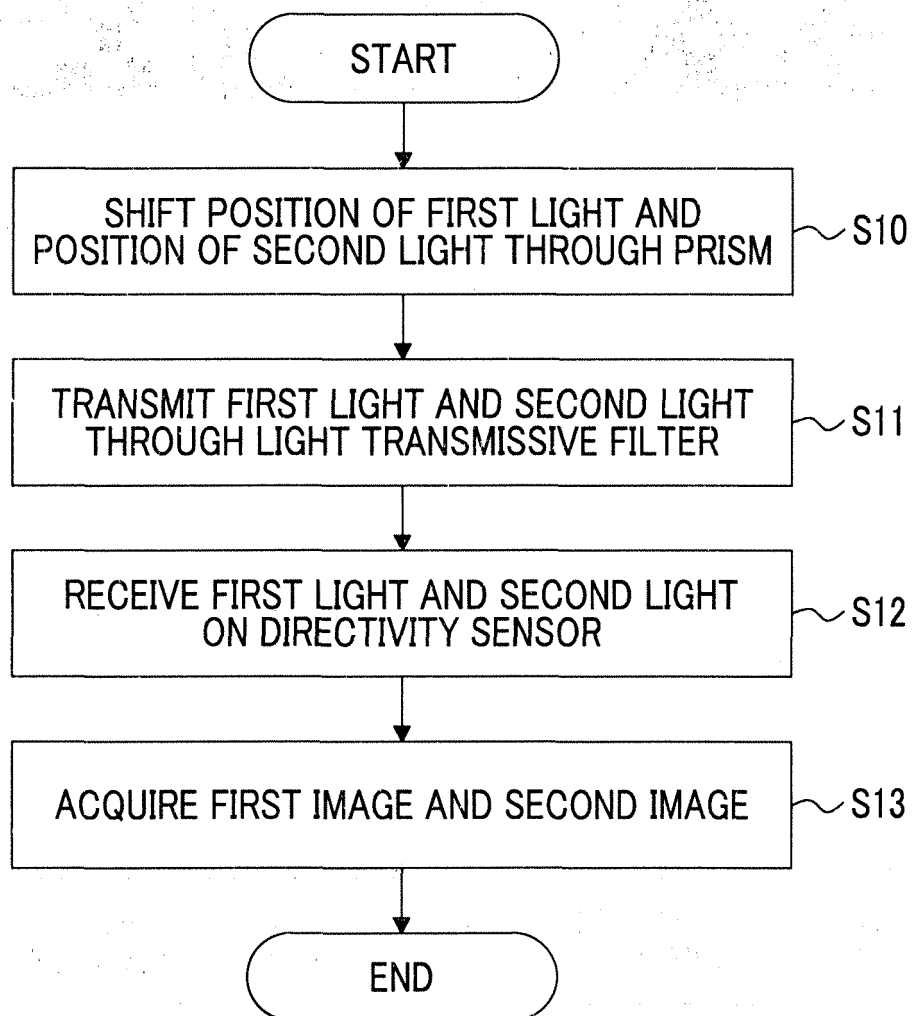 START
SHIFT POSITION OF FIRST LIGHT AND
POSITION OF SECOND LIGHT THROUGH PRISM
S10
TRANSMIT FIRST LIGHT AND SECOND LIGHT
THROUGH LIGHT TRANSMISSIVE FILTER
S11
RECEIVE FIRST LIGHT AND SECOND LIGHT
ON DIRECTIVITY SENSOR
S12
ACQUIRE FIRST IMAGE AND SECOND IMAGE
S13
END